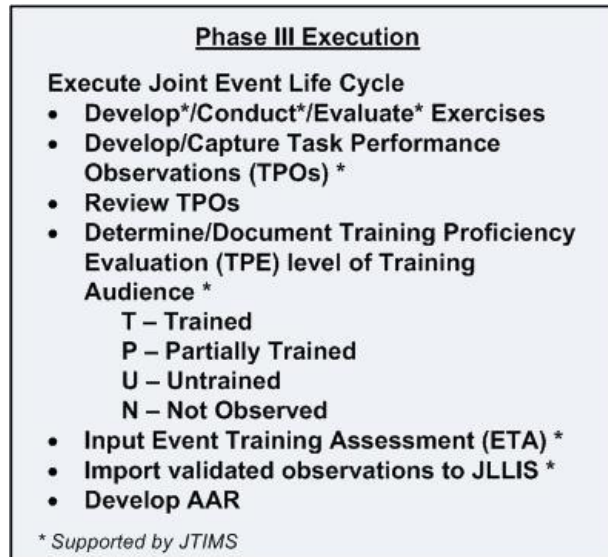 Phase III Execution
Execute Joint Event Life Cycle
• Develop*/Conduct*/Evaluate* Exercises
• Develop/Capture Task Performance
Observations (TPOs) *
• Review TPOs
• Determine/Document Training Proficiency
Evaluation (TPE) level of Training
Audience *
T – Trained
P – Partially Trained
U – Untrained
N – Not Observed
• Input Event Training Assessment (ETA) *
• Import validated observations to JLLIS *
• Develop AAR
* Supported by JTIMS